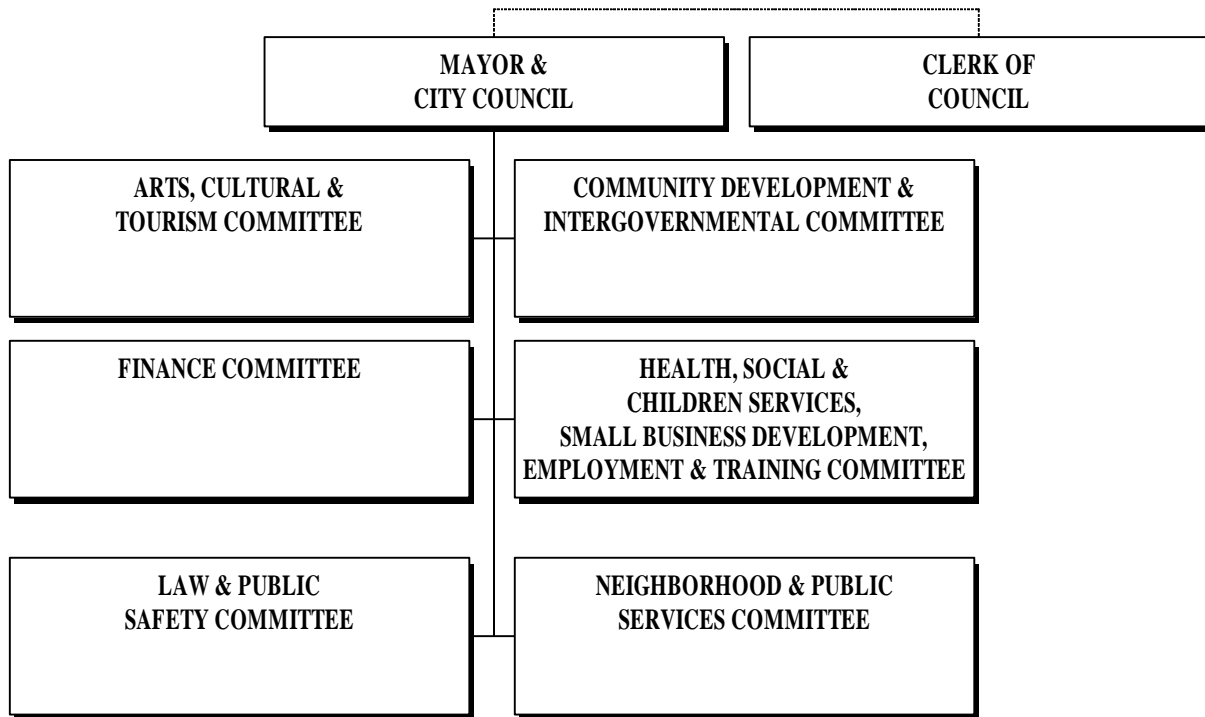 MAYOR &
CITY COUNCIL
CLERK OF
COUNCIL
ARTS, CULTURAL &
TOURISM COMMITTEE
COMMUNITY DEVELOPMENT &
INTERGOVERNMENTAL COMMITTEE
FINANCE COMMITTEE
HEALTH, SOCIAL &
CHILDREN SERVICES,
SMALL BUSINESS DEVELOPMENT,
EMPLOYMENT & TRAINING COMMITTEE
LAW & PUBLIC
SAFETY COMMITTEE
NEIGHBORHOOD & PUBLIC
SERVICES COMMITTEE